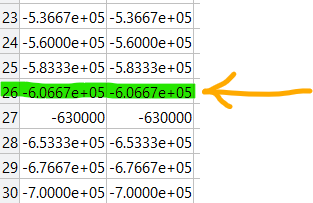 23 -5.3667e+05 -5.3667e+05
24 -5.6000e+05 -5.6000e+05
25 -5.8333e+05 -5.8333e+05
26 -6.0667e+05 -6.0667e+05
27 -630000 -630000
28 -6.5333e+05 -6.5333e+05
29 -6.7667e+05 -6.7667e+05
30 -7.0000e+05 -7.0000e+05